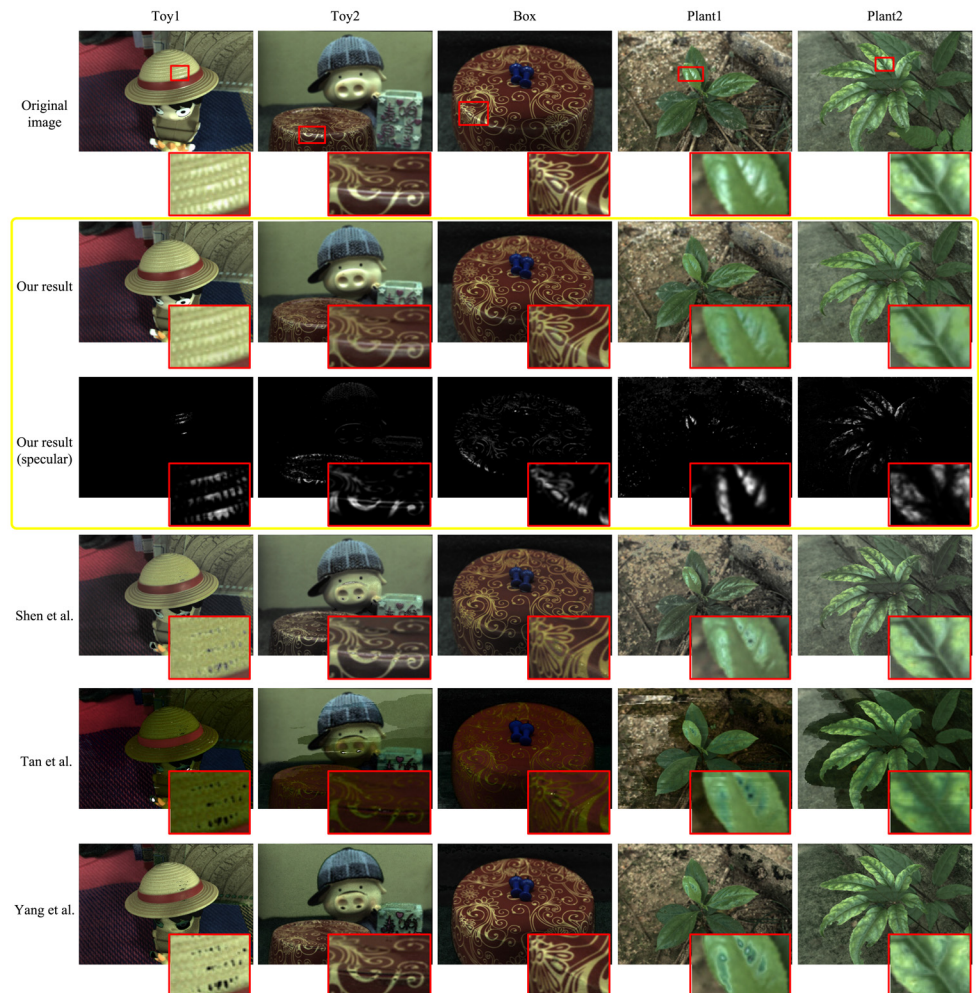 Toy1 Toy2 Box Plant1 Plant2
Original
image
Our result
Our result
(specular)
Shen et al.
Tan et al.
Yang et al.